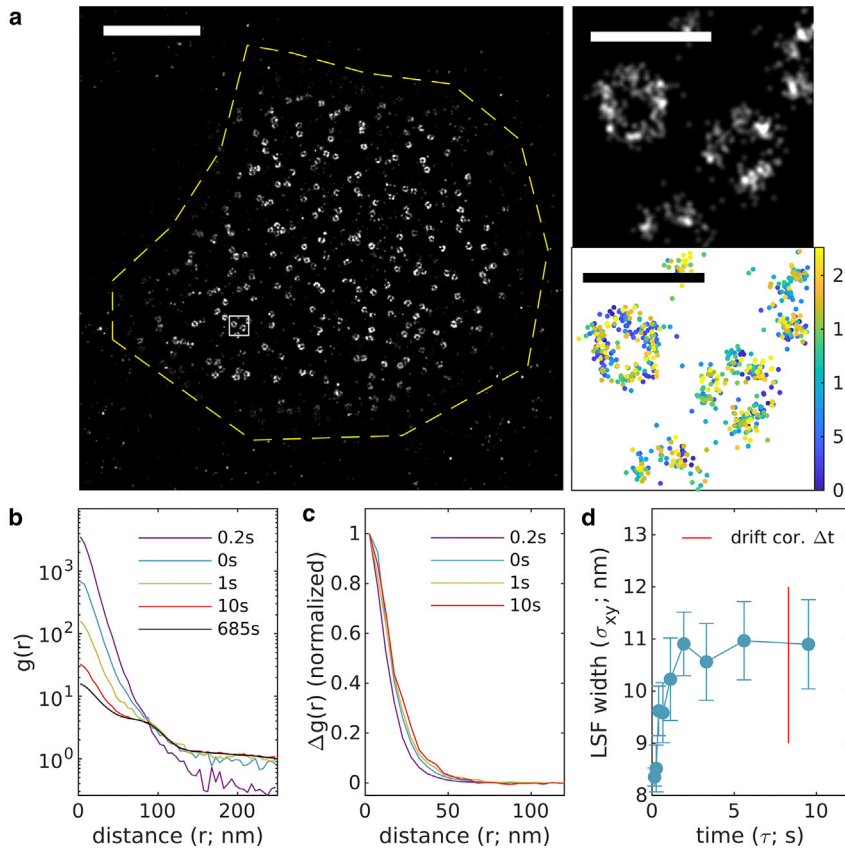 a
2
1
1
0
b
c
d
10³
10²
10¹
10⁰
g(r)
0.2s
0s
1s
10s
685s
0
100
200
distance (r; nm)
1
0.8
0.6
0.4
0.2
0
Δg(r) (normalized)
0.2s
0s
1s
10s
0
50
100
distance (r; nm)
13
12
11
10
9
8
LSF width (σxy; nm)
drift cor. Δt
0
5
10
time (τ; s)